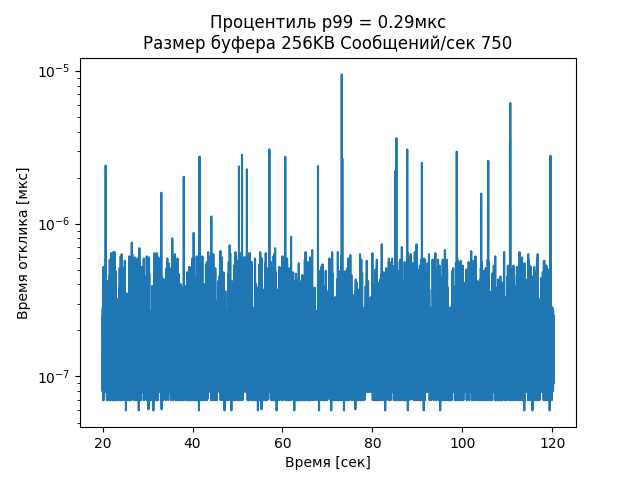 Процентиль p99 = 0.29мкс
Размер буфера 256KB Сообщений/сек 750
Время отклика [мкс]
10⁻⁵
10⁻⁶
10⁻⁷
20 40 60 80 100 120
Время [сек]